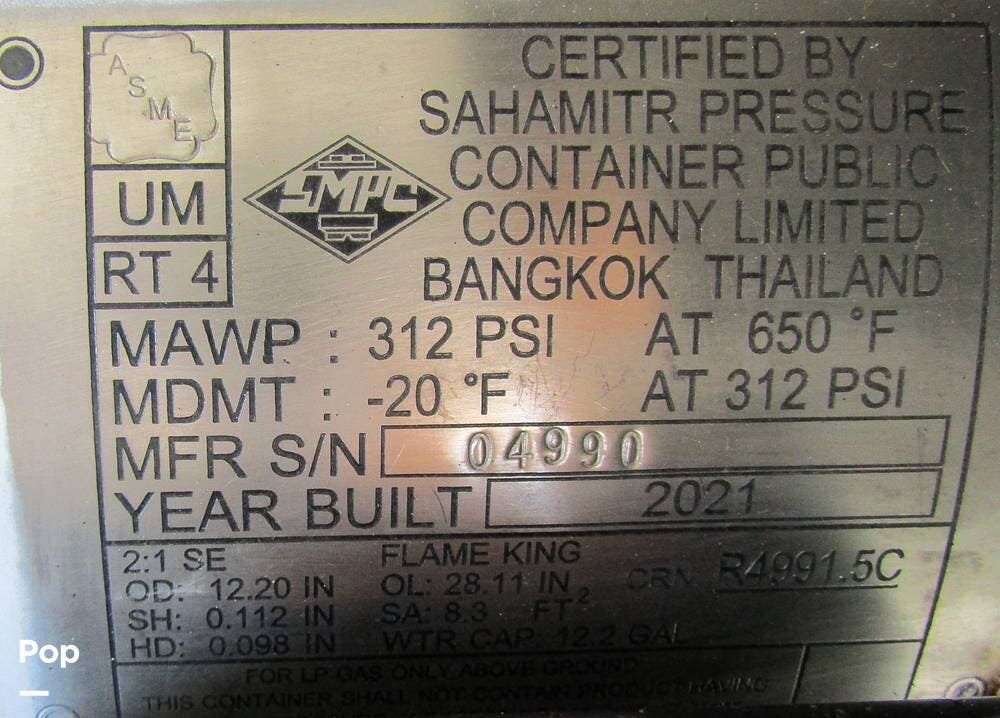 ASME
UM
RT 4
SMPC
CERTIFIED BY
SAHAMITR PRESSURE
CONTAINER PUBLIC
COMPANY LIMITED
BANGKOK THAILAND
MAWP : 312 PSI AT 650 °F
MDMT : -20 °F AT 312 PSI
MFR S/N 04990
YEAR BUILT 2021
2:1 SE FLAME KING
OD: 12.20 IN OL: 28.11 IN CRN R4991.5C
SH: 0.112 IN SA: 8.3 FT2
HD: 0.098 IN WTR CAP 12.2 GAL
FOR LP GAS ONLY ABOVE GROUND
THIS CONTAINER SHALL NOT CONTAIN PRODUCT HAVING
Pop